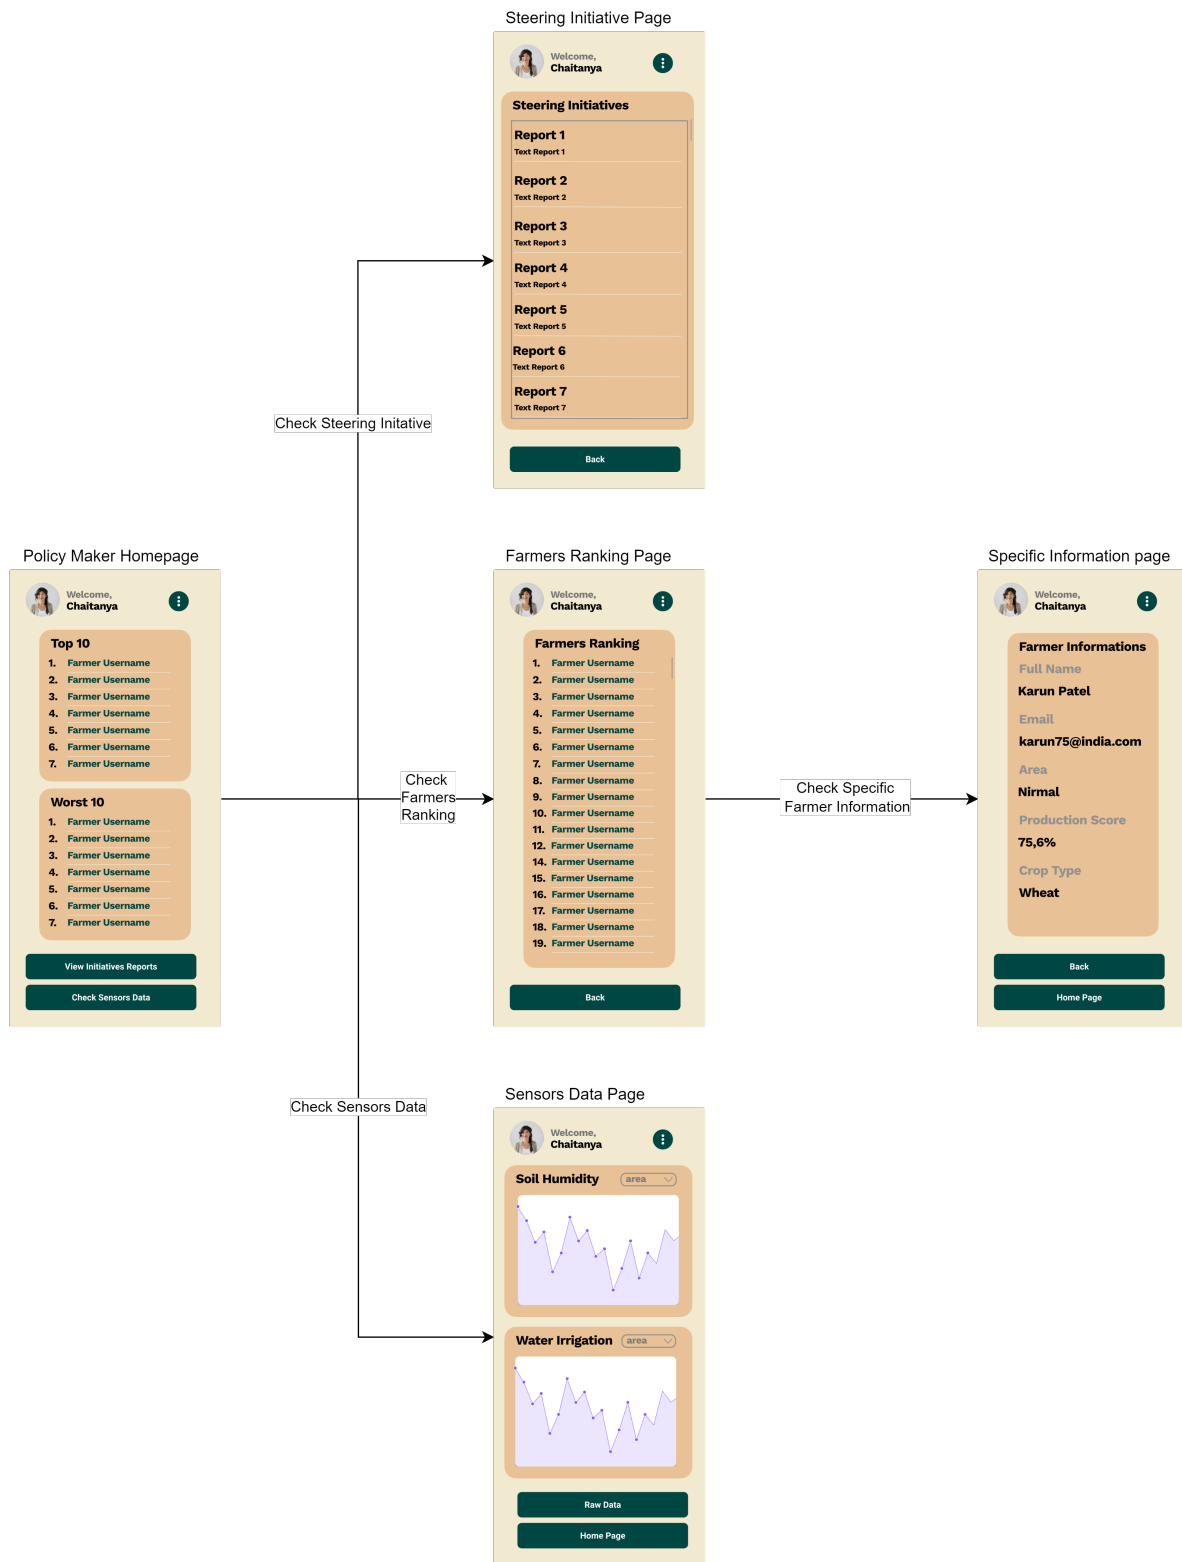 Steering Initiative Page
Welcome,
Chaitanya
Steering Initiatives
Report 1
Text Report 1
Report 2
Text Report 2
Report 3
Text Report 3
Report 4
Text Report 4
Report 5
Text Report 5
Report 6
Text Report 6
Report 7
Text Report 7
Back
Check Steering Initative
Policy Maker Homepage
Welcome,
Chaitanya
Top 10
1. Farmer Username
2. Farmer Username
3. Farmer Username
4. Farmer Username
5. Farmer Username
6. Farmer Username
7. Farmer Username
Worst 10
1. Farmer Username
2. Farmer Username
3. Farmer Username
4. Farmer Username
5. Farmer Username
6. Farmer Username
7. Farmer Username
View Initiatives Reports
Check Sensors Data
Check
Farmers
Ranking
Farmers Ranking Page
Welcome,
Chaitanya
Farmers Ranking
1. Farmer Username
2. Farmer Username
3. Farmer Username
4. Farmer Username
5. Farmer Username
6. Farmer Username
7. Farmer Username
8. Farmer Username
9. Farmer Username
10. Farmer Username
11. Farmer Username
12. Farmer Username
14. Farmer Username
15. Farmer Username
16. Farmer Username
17. Farmer Username
18. Farmer Username
19. Farmer Username
Back
Check Specific
Farmer Information
Specific Information page
Welcome,
Chaitanya
Farmer Informations
Full Name
Karun Patel
Email
karun75@india.com
Area
Nirmal
Production Score
75,6%
Crop Type
Wheat
Back
Home Page
Check Sensors Data
Sensors Data Page
Welcome,
Chaitanya
Soil Humidity
area
Water Irrigation
area
Raw Data
Home Page